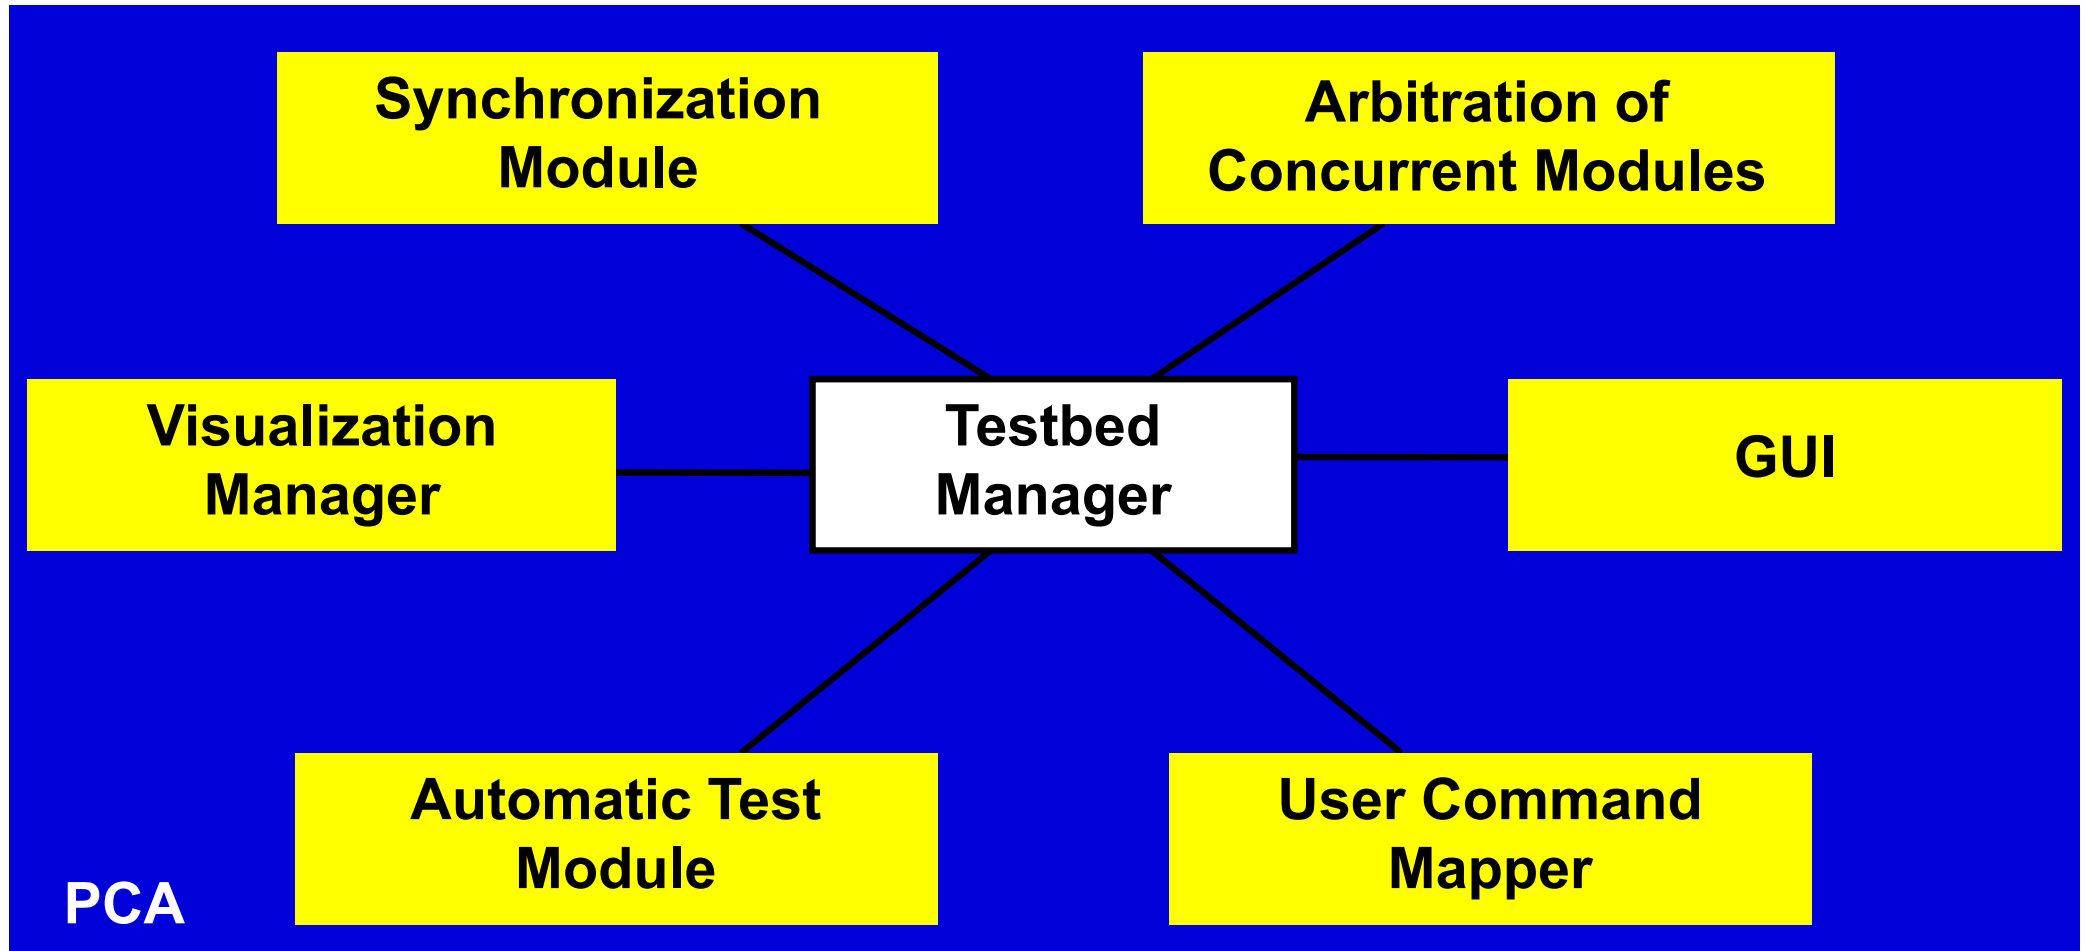 Synchronization
Module
Arbitration of
Concurrent Modules
Visualization
Manager
Testbed
Manager
GUI
Automatic Test
Module
User Command
Mapper
PCA